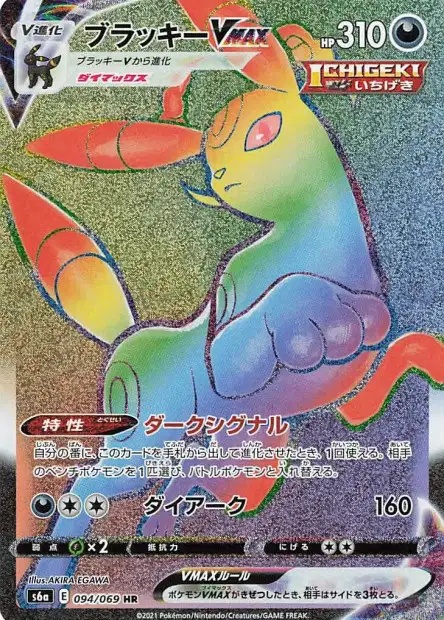 V進化
ブラッキーVMAX
HP310
ブラッキーVから進化
ダイマックス
ICHIGEKI
いちげき
特性 とくせい
ダークシグナル
自分の番に、このカードを手札から出して進化させたとき、1回使える。相手
のベンチポケモンを1匹選び、バトルポケモンと入れ替える。
ダイアーク 160
弱点 ×2 抵抗力 にげる
Illus. AKIRA EGAWA
s6a E 094/069 HR
VMAXルール
ポケモンVMAXがきぜつしたとき、相手はサイドを3枚とる。
©2021 Pokémon/Nintendo/Creatures/GAME FREAK.